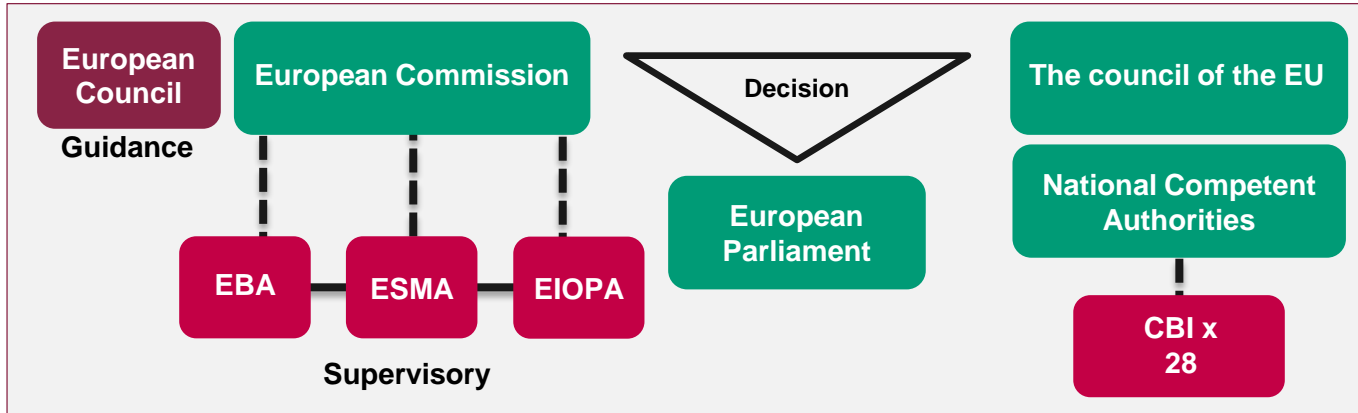 European
Council
Guidance
European Commission
Decision
The council of the EU
European
Parliament
National Competent
Authorities
EBA
ESMA
EIOPA
Supervisory
CBI x
28